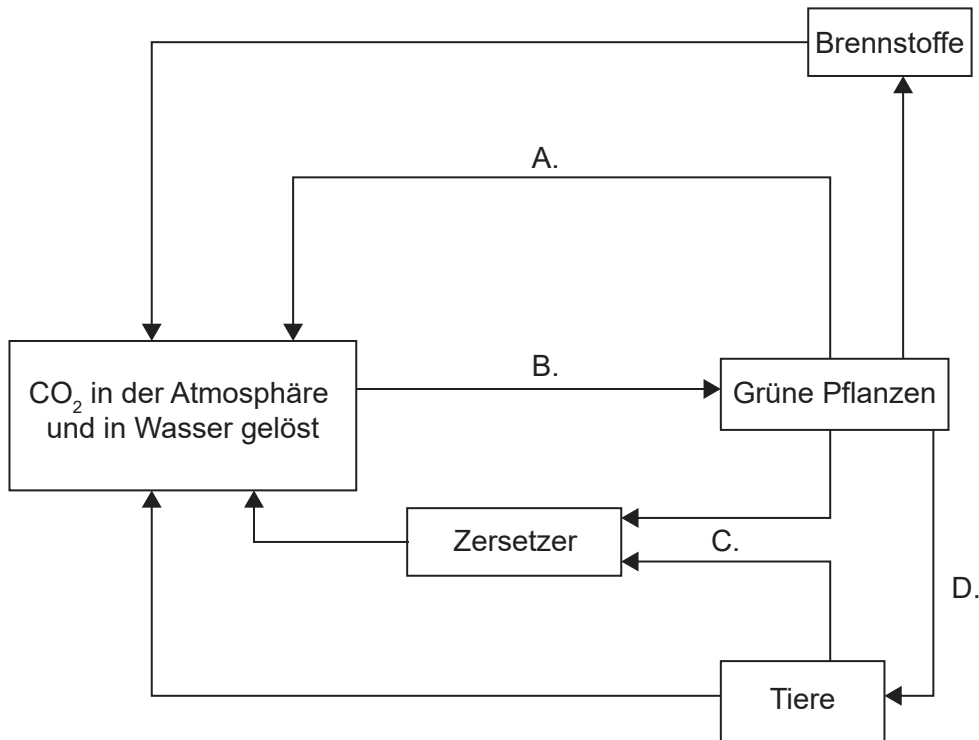 Brennstoffe
A.
B.
CO₂ in der Atmosphäre
und in Wasser gelöst
Grüne Pflanzen
Zersetzer
C.
D.
Tiere